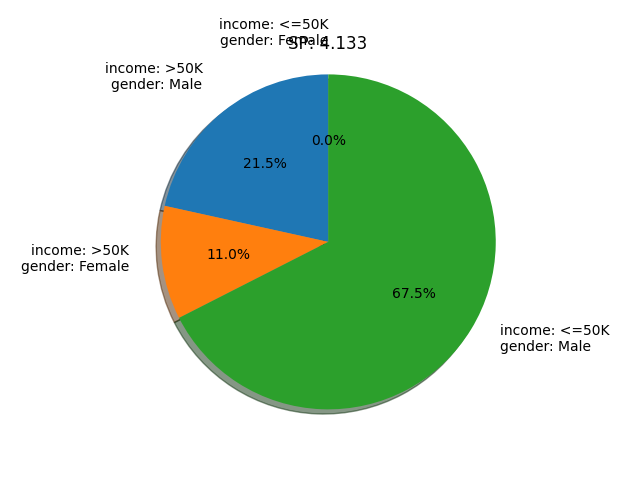 income: <=50K
gender: Female
SP: 4.133
income: >50K
gender: Male
0.0%
21.5%
income: >50K
gender: Female
11.0%
67.5%
income: <=50K
gender: Male